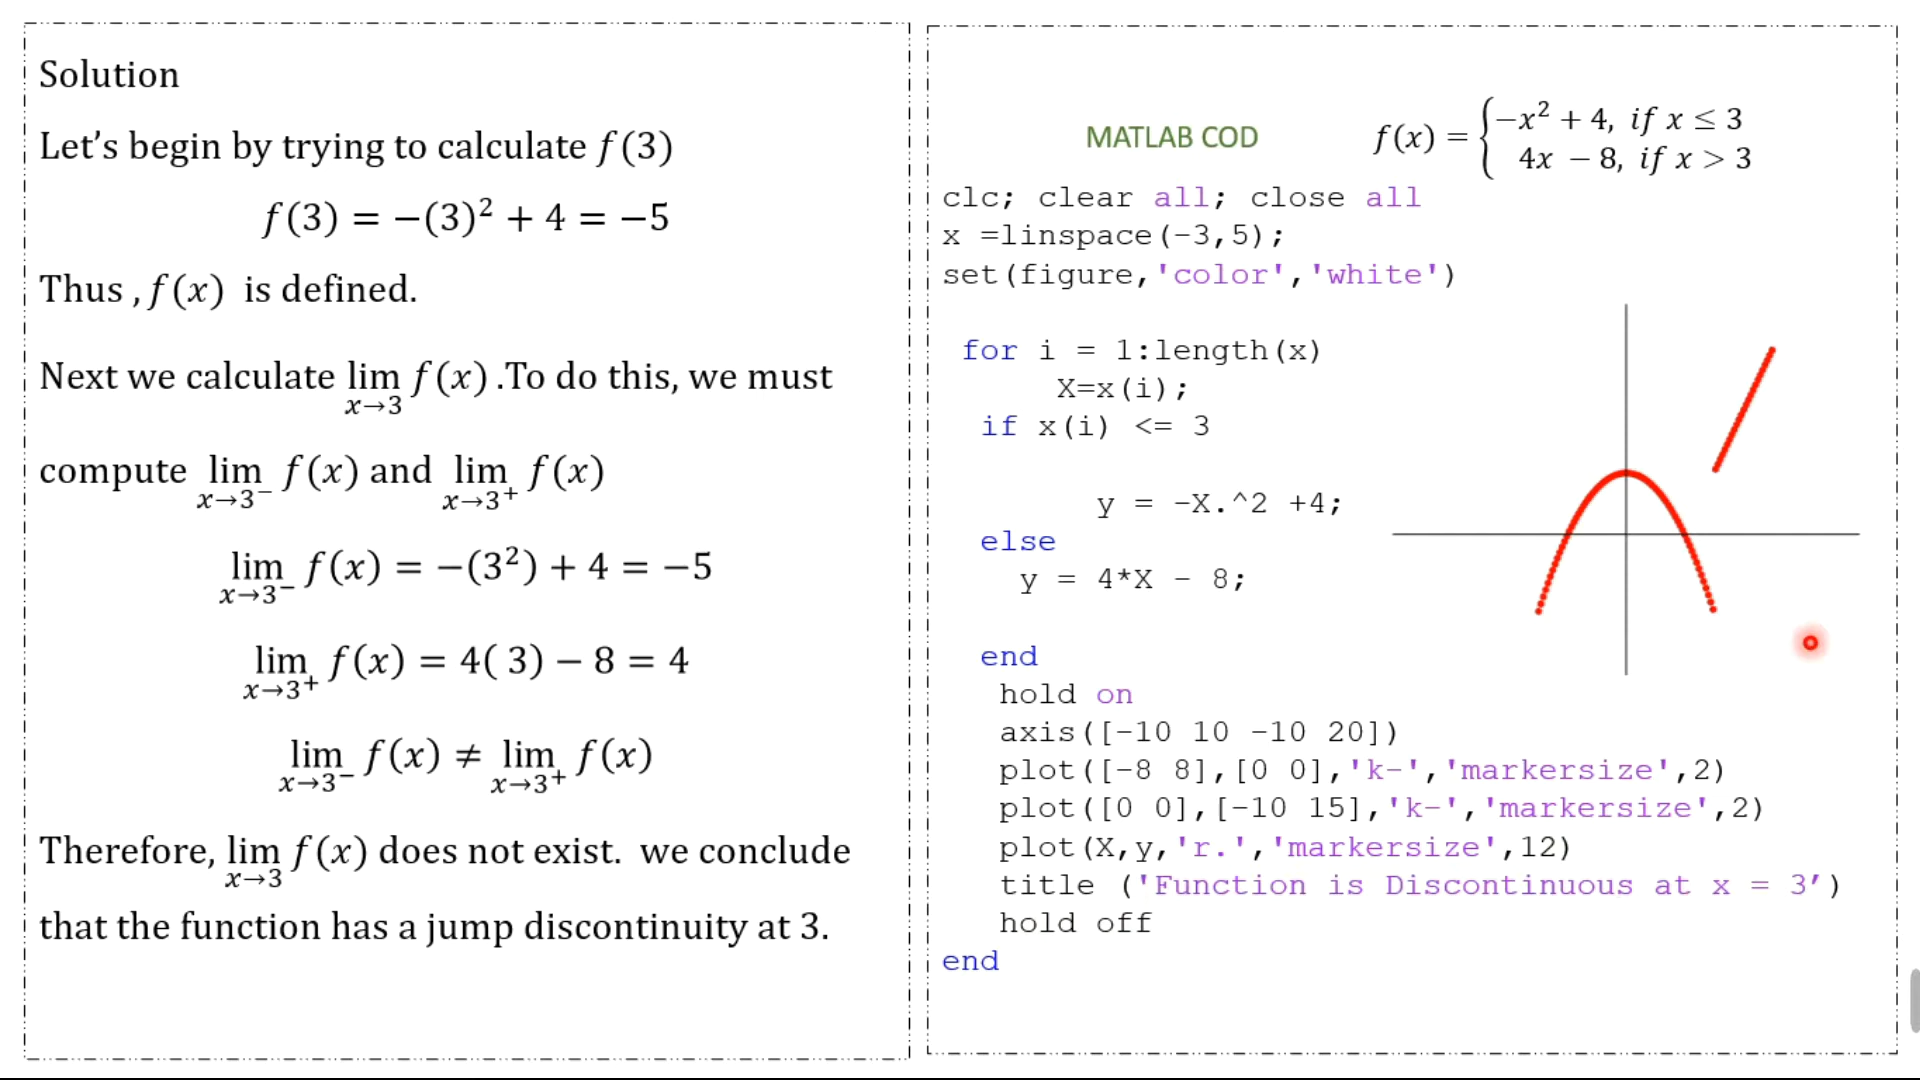 Solution
Let’s begin by trying to calculate f(3)
f(3) = −(3)² + 4 = −5
Thus , f(x) is defined.
Next we calculate lim x→3 f(x) .To do this, we must
compute lim x→3⁻ f(x) and lim x→3⁺ f(x)
lim x→3⁻ f(x) = −(3²) + 4 = −5
lim x→3⁺ f(x) = 4( 3) − 8 = 4
lim x→3⁻ f(x) ≠ lim x→3⁺ f(x)
Therefore, lim x→3 f(x) does not exist. we conclude
that the function has a jump discontinuity at 3.
MATLAB COD
f(x) = { −x² + 4, if x ≤ 3
4x − 8, if x > 3
clc; clear all; close all
x =linspace(-3,5);
set(figure,'color','white')
for i = 1:length(x)
X=x(i);
if x(i) <= 3
y = -X.^2 +4;
else
y = 4*X - 8;
end
hold on
axis([-10 10 -10 20])
plot([-8 8],[0 0],'k-','markersize',2)
plot([0 0],[-10 15],'k-','markersize',2)
plot(X,y,'r.','markersize',12)
title ('Function is Discontinuous at x = 3’)
hold off
end